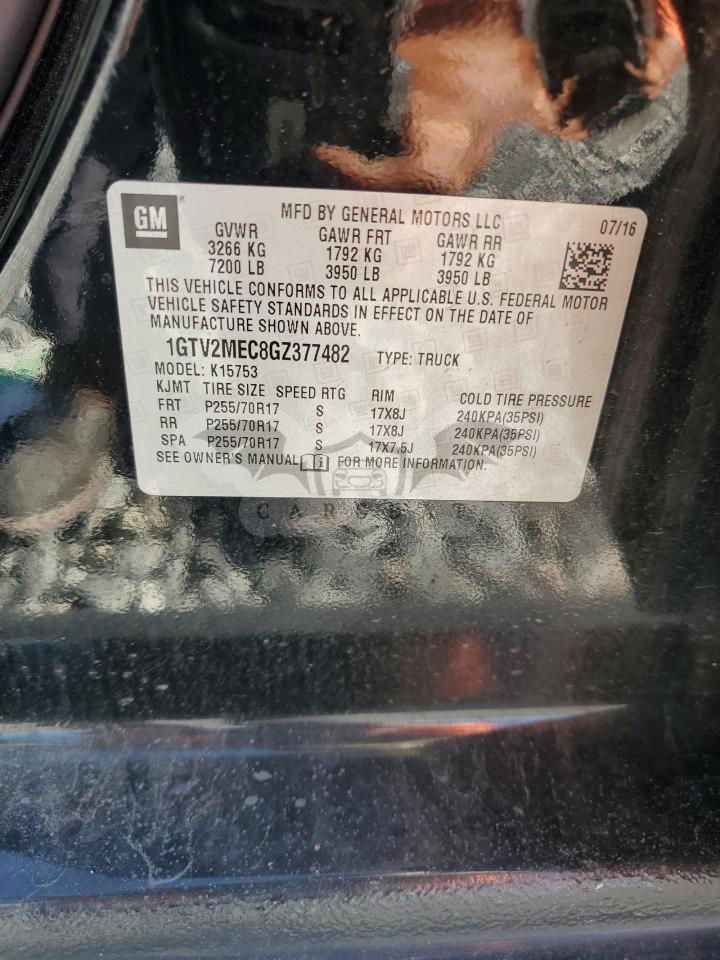 GM
MFD BY GENERAL MOTORS LLC 07/16
GVWR GAWR FRT GAWR RR
3266 KG 1792 KG 1792 KG
7200 LB 3950 LB 3950 LB
THIS VEHICLE CONFORMS TO ALL APPLICABLE U.S. FEDERAL MOTOR
VEHICLE SAFETY STANDARDS IN EFFECT ON THE DATE OF
MANUFACTURE SHOWN ABOVE.
1GTV2MEC8GZ377482 TYPE: TRUCK
MODEL: K15753
KJMT TIRE SIZE SPEED RTG RIM COLD TIRE PRESSURE
FRT P255/70R17 S 17X8J 240KPA(35PSI)
RR P255/70R17 S 17X8J 240KPA(35PSI)
SPA P255/70R17 S 17X7.5J 240KPA(35PSI)
SEE OWNER'S MANUAL FOR MORE INFORMATION.